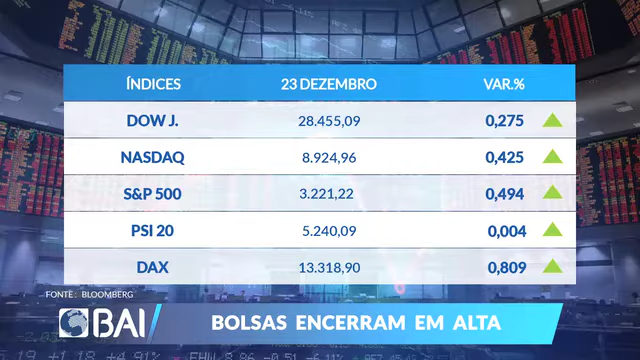 ÍNDICES 23 DEZEMBRO VAR.%
DOW J. 28.455,09 0,275
NASDAQ 8.924,96 0,425
S&P 500 3.221,22 0,494
PSI 20 5.240,09 0,004
DAX 13.318,90 0,809
FONTE: BLOOMBERG
BAI BOLSAS ENCERRAM EM ALTA